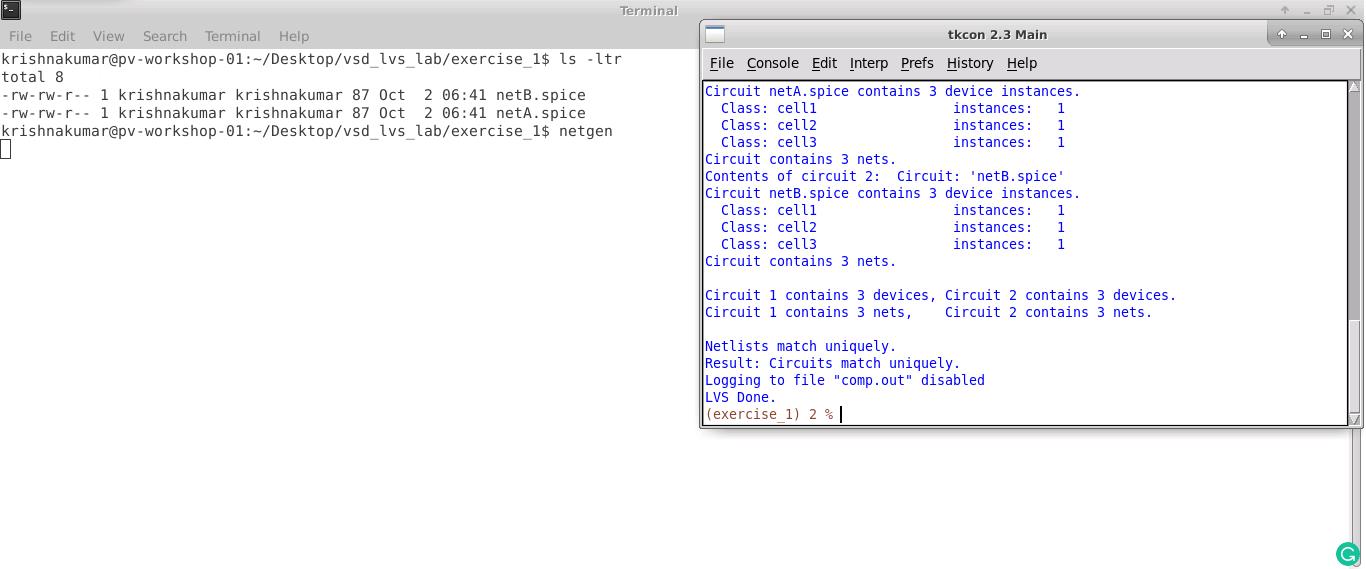 Terminal
File Edit View Search Terminal Help
krishnakumar@pv-workshop-01:~/Desktop/vsd_lvs_lab/exercise_1$ ls -ltr
total 8
-rw-rw-r-- 1 krishnakumar krishnakumar 87 Oct  2 06:41 netB.spice
-rw-rw-r-- 1 krishnakumar krishnakumar 87 Oct  2 06:41 netA.spice
krishnakumar@pv-workshop-01:~/Desktop/vsd_lvs_lab/exercise_1$ netgen
tkcon 2.3 Main
File Console Edit Interp Prefs History Help
Circuit netA.spice contains 3 device instances.
  Class: cell1                 instances:   1
  Class: cell2                 instances:   1
  Class: cell3                 instances:   1
Circuit contains 3 nets.
Contents of circuit 2:  Circuit: 'netB.spice'
Circuit netB.spice contains 3 device instances.
  Class: cell1                 instances:   1
  Class: cell2                 instances:   1
  Class: cell3                 instances:   1
Circuit contains 3 nets.
Circuit 1 contains 3 devices, Circuit 2 contains 3 devices.
Circuit 1 contains 3 nets,    Circuit 2 contains 3 nets.
Netlists match uniquely.
Result: Circuits match uniquely.
Logging to file "comp.out" disabled
LVS Done.
(exercise_1) 2 %